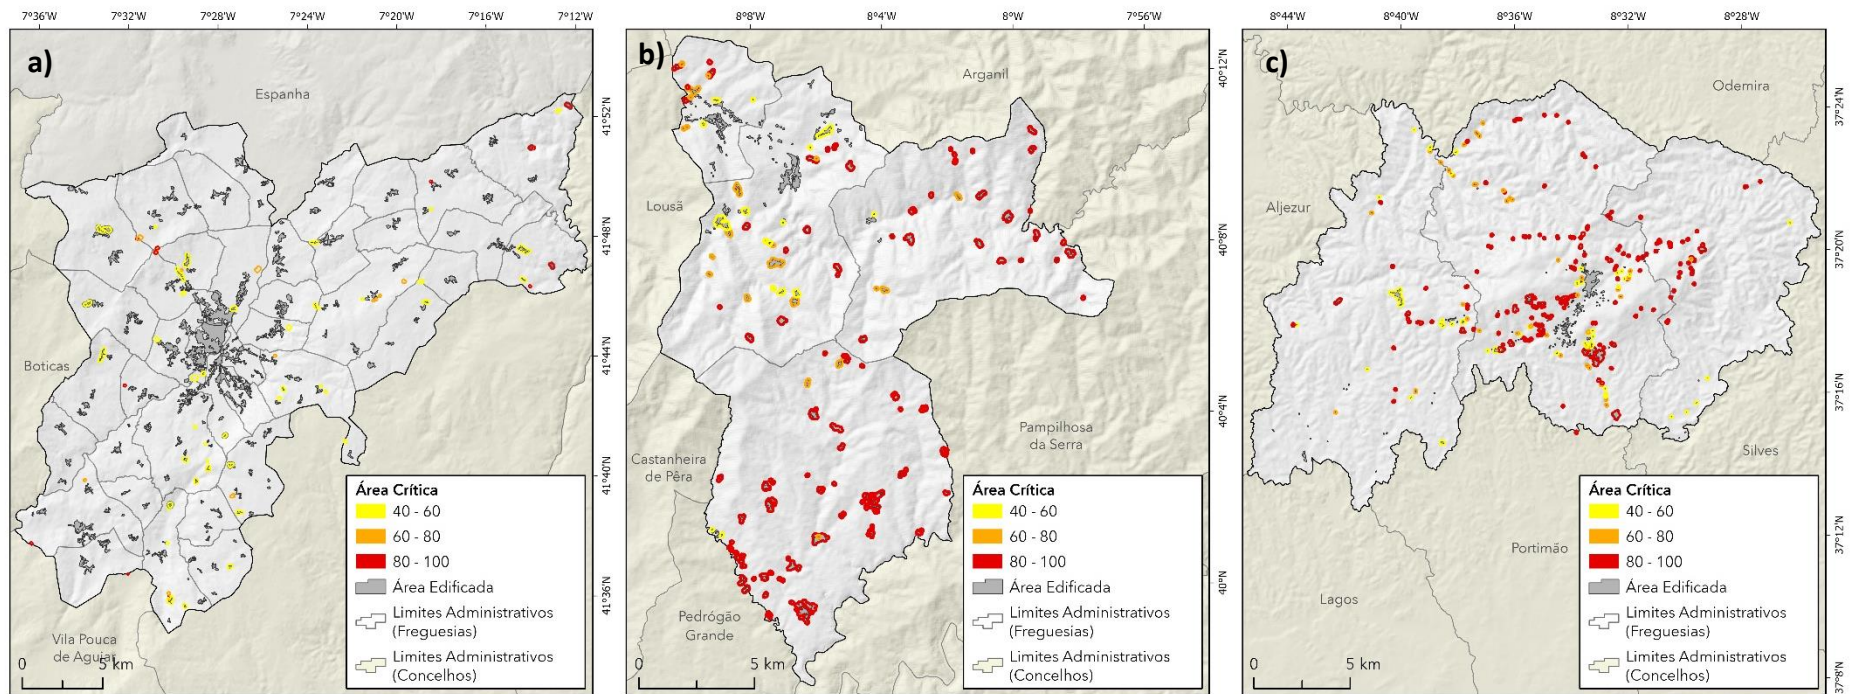 7°36'W 7°32'W 7°28'W 7°24'W 7°20'W 7°16'W 7°12'W
a)
Espanha
41°52'N
41°48'N
41°44'N
Boticas
41°40'N
41°36'N
Vila Pouca
de Aguiar
0 5 km
Área Crítica
40 - 60
60 - 80
80 - 100
Área Edificada
Limites Administrativos
(Freguesias)
Limites Administrativos
(Concelhos)
8°8'W 8°4'W 8°W 7°56'W
b)
Arganil
40°12'N
Lousã
40°8'N
40°4'N
Pampilhosa
da Serra
Castanheira
de Pêra
40°N
Pedrógão
Grande
0 5 km
Área Crítica
40 - 60
60 - 80
80 - 100
Área Edificada
Limites Administrativos
(Freguesias)
Limites Administrativos
(Concelhos)
8°44'W 8°40'W 8°36'W 8°32'W 8°28'W
c)
Odemira
37°24'N
Aljezur
37°20'N
37°16'N
Silves
37°12'N
Portimão
Lagos
37°8'N
0 5 km
Área Crítica
40 - 60
60 - 80
80 - 100
Área Edificada
Limites Administrativos
(Freguesias)
Limites Administrativos
(Concelhos)